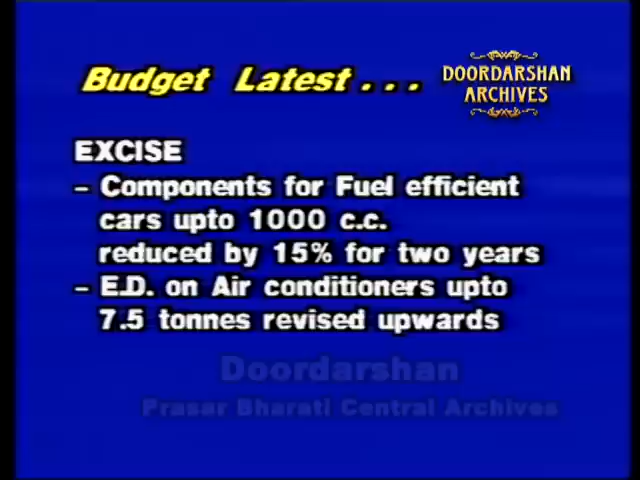 Budget Latest . . .
DOORDARSHAN
ARCHIVES
EXCISE
– Components for Fuel efficient
cars upto 1000 c.c.
reduced by 15% for two years
– E.D. on Air conditioners upto
7.5 tonnes revised upwards
Doordarshan
Prasar Bharati Central Archives